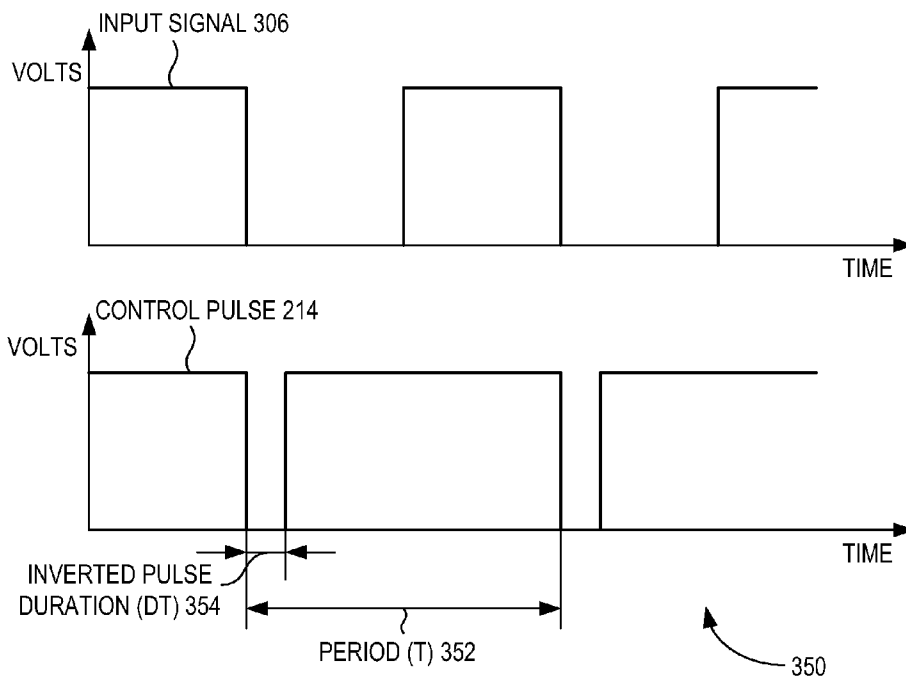 INPUT SIGNAL 306
VOLTS
TIME
CONTROL PULSE 214
VOLTS
TIME
INVERTED PULSE
DURATION (DT) 354
PERIOD (T) 352
350